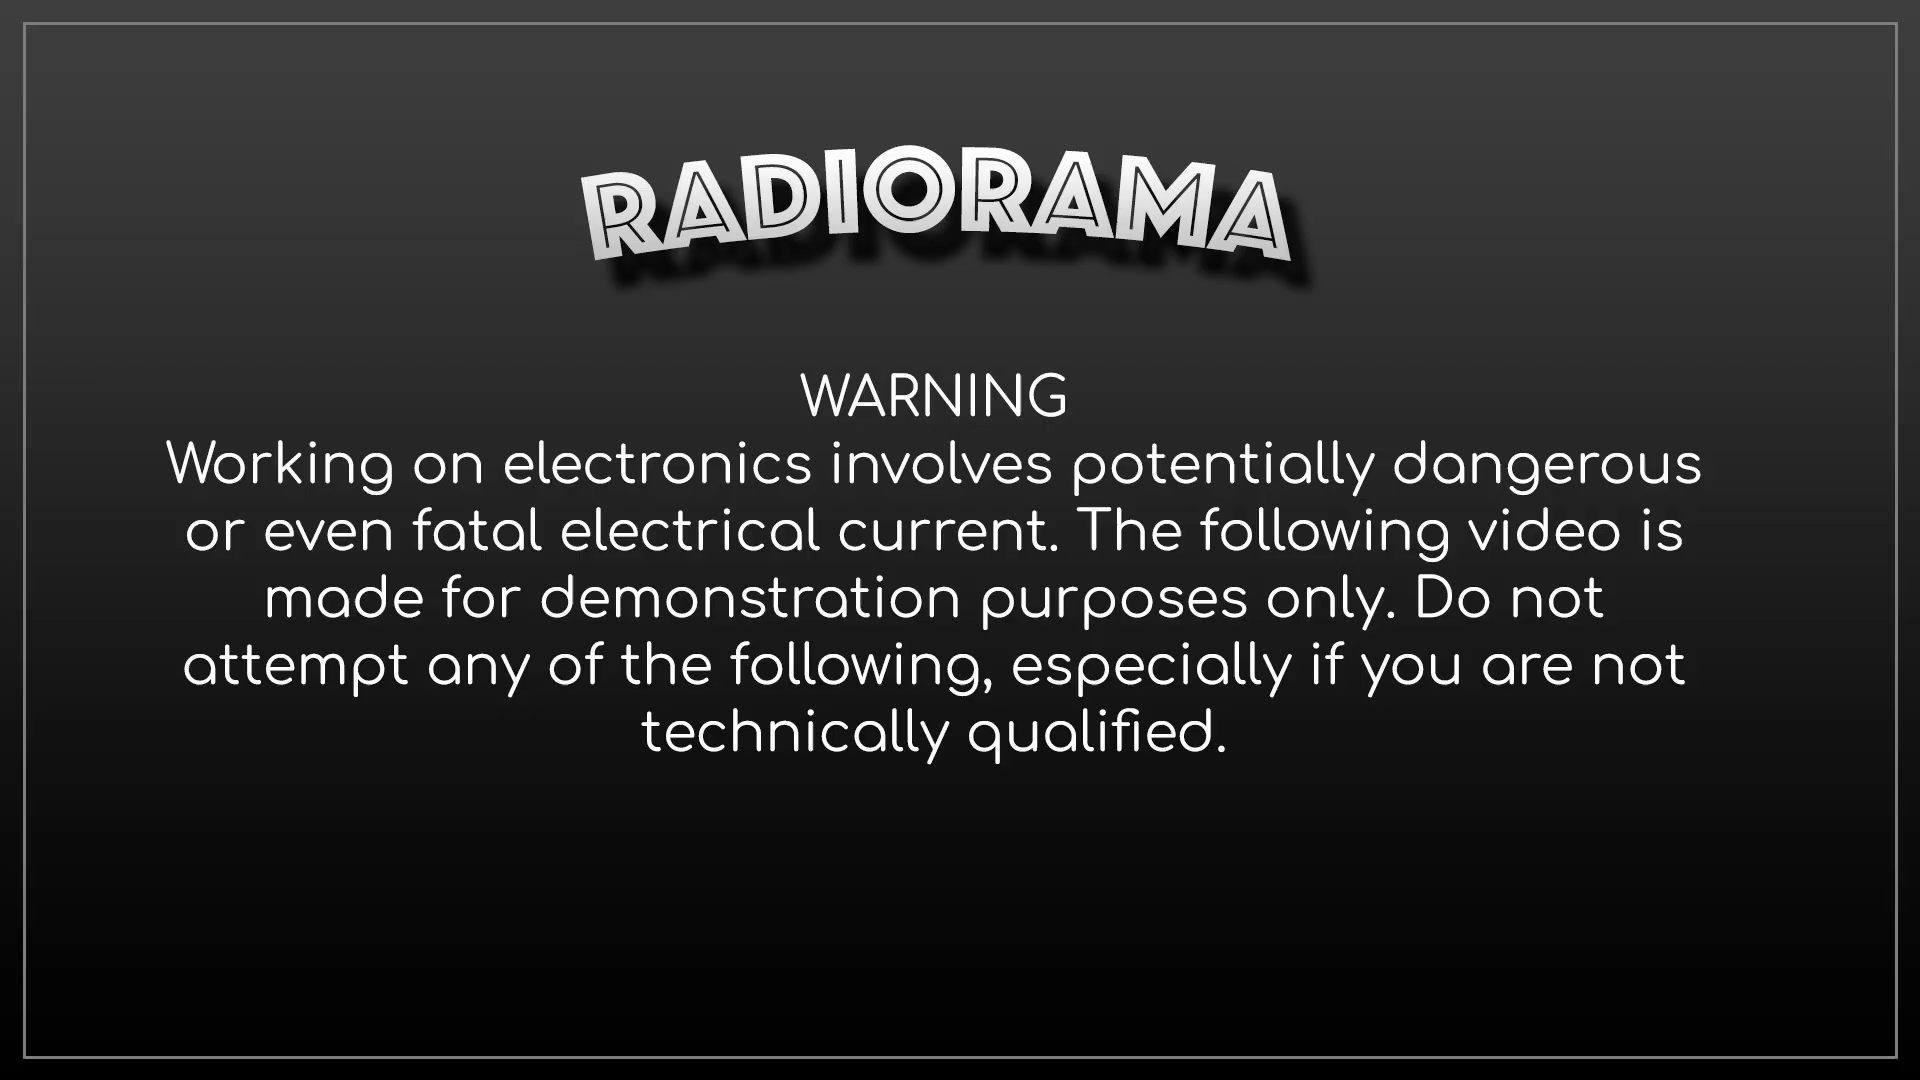 RADIORAMA
WARNING
Working on electronics involves potentially dangerous
or even fatal electrical current. The following video is
made for demonstration purposes only. Do not
attempt any of the following, especially if you are not
technically qualified.